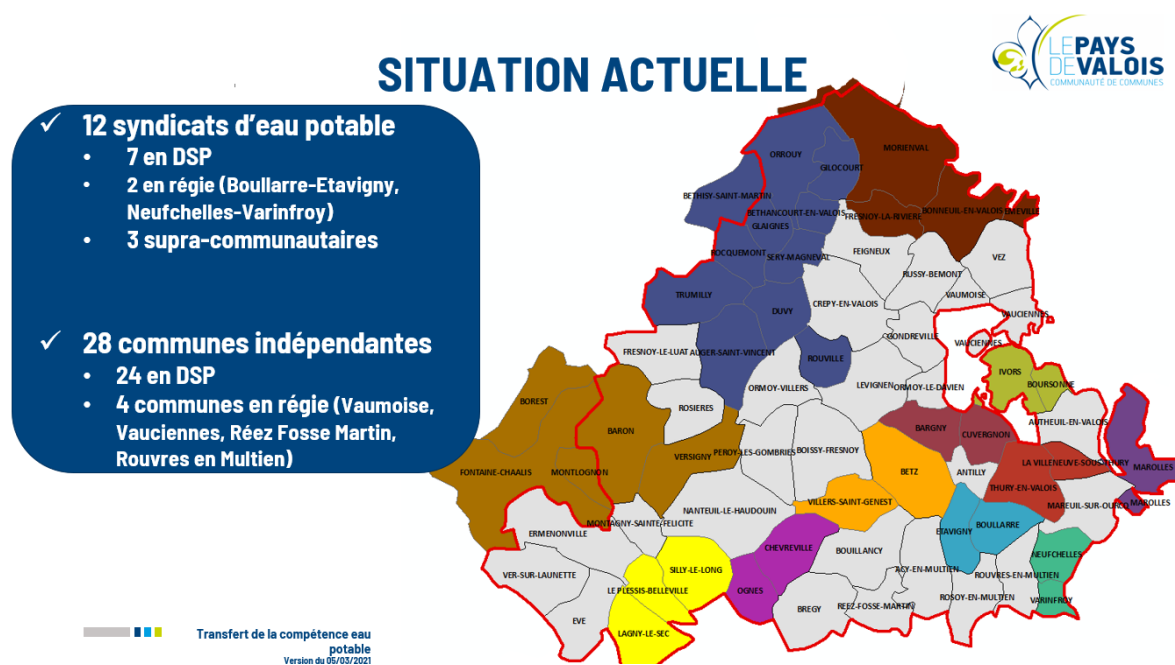 LE PAYS
DE VALOIS
COMMUNAUTÉ DE COMMUNES
SITUATION ACTUELLE
✓ 12 syndicats d’eau potable
• 7 en DSP
• 2 en régie (Boullarre-Etavigny,
Neufchelles-Varinfroy)
• 3 supra-communautaires
✓ 28 communes indépendantes
• 24 en DSP
• 4 communes en régie (Vaumoise,
Vauciennes, Réez Fosse Martin,
Rouvres en Multien)
MORIENVAL
ORROUY
GILOCOURT
BETHISY-SAINT-MARTIN
BETHANCOURT-EN-VALOIS
FRESNOY-LA-RIVIERE
BONNEUIL-EN-VALOIS
EMEVILLE
GLAIGNES
ROCQUEMONT
SERY-MAGNEVAL
FEIGNEUX
VEZ
RUSSY-BEMONT
VAUMOISE
TRUMILLY
DUVY
CREPY-EN-VALOIS
VAUCIENNES
GONDREVILLE
VAUCIENNES
FRESNOY-LE-LUAT
AUGER-SAINT-VINCENT
ROUVILLE
IVORS
BOURSONNE
ORMOY-VILLERS
LEVIGNEN
ORMOY-LE-DAVIEN
BOREST
ROSIERES
AUTHEUIL-EN-VALOIS
BARON
BARGNY
CUVERGNON
VERSIGNY
PEROY-LES-GOMBRIES
BOISSY-FRESNOY
LA VILLENEUVE-SOUS-THURY
MAROLLES
FONTAINE-CHAALIS
MONTLOGNON
BETZ
ANTILLY
THURY-EN-VALOIS
VILLERS-SAINT-GENEST
MAREUIL-SUR-OURCQ
MAROLLES
NANTEUIL-LE-HAUDOUIN
MONTAGNY-SAINTE-FELICITE
ERMENONVILLE
ETAVIGNY
BOULLARRE
CHEVREVILLE
BOUILLANCY
NEUFCHELLES
SILLY-LE-LONG
ACY-EN-MULTIEN
VER-SUR-LAUNETTE
ROUVRES-EN-MULTIEN
LE PLESSIS-BELLEVILLE
OGNES
ROSOY-EN-MULTIEN
VARINFROY
BREGY
REEZ-FOSSE-MARTIN
EVE
LAGNY-LE-SEC
Transfert de la compétence eau
potable
Version du 05/03/2021